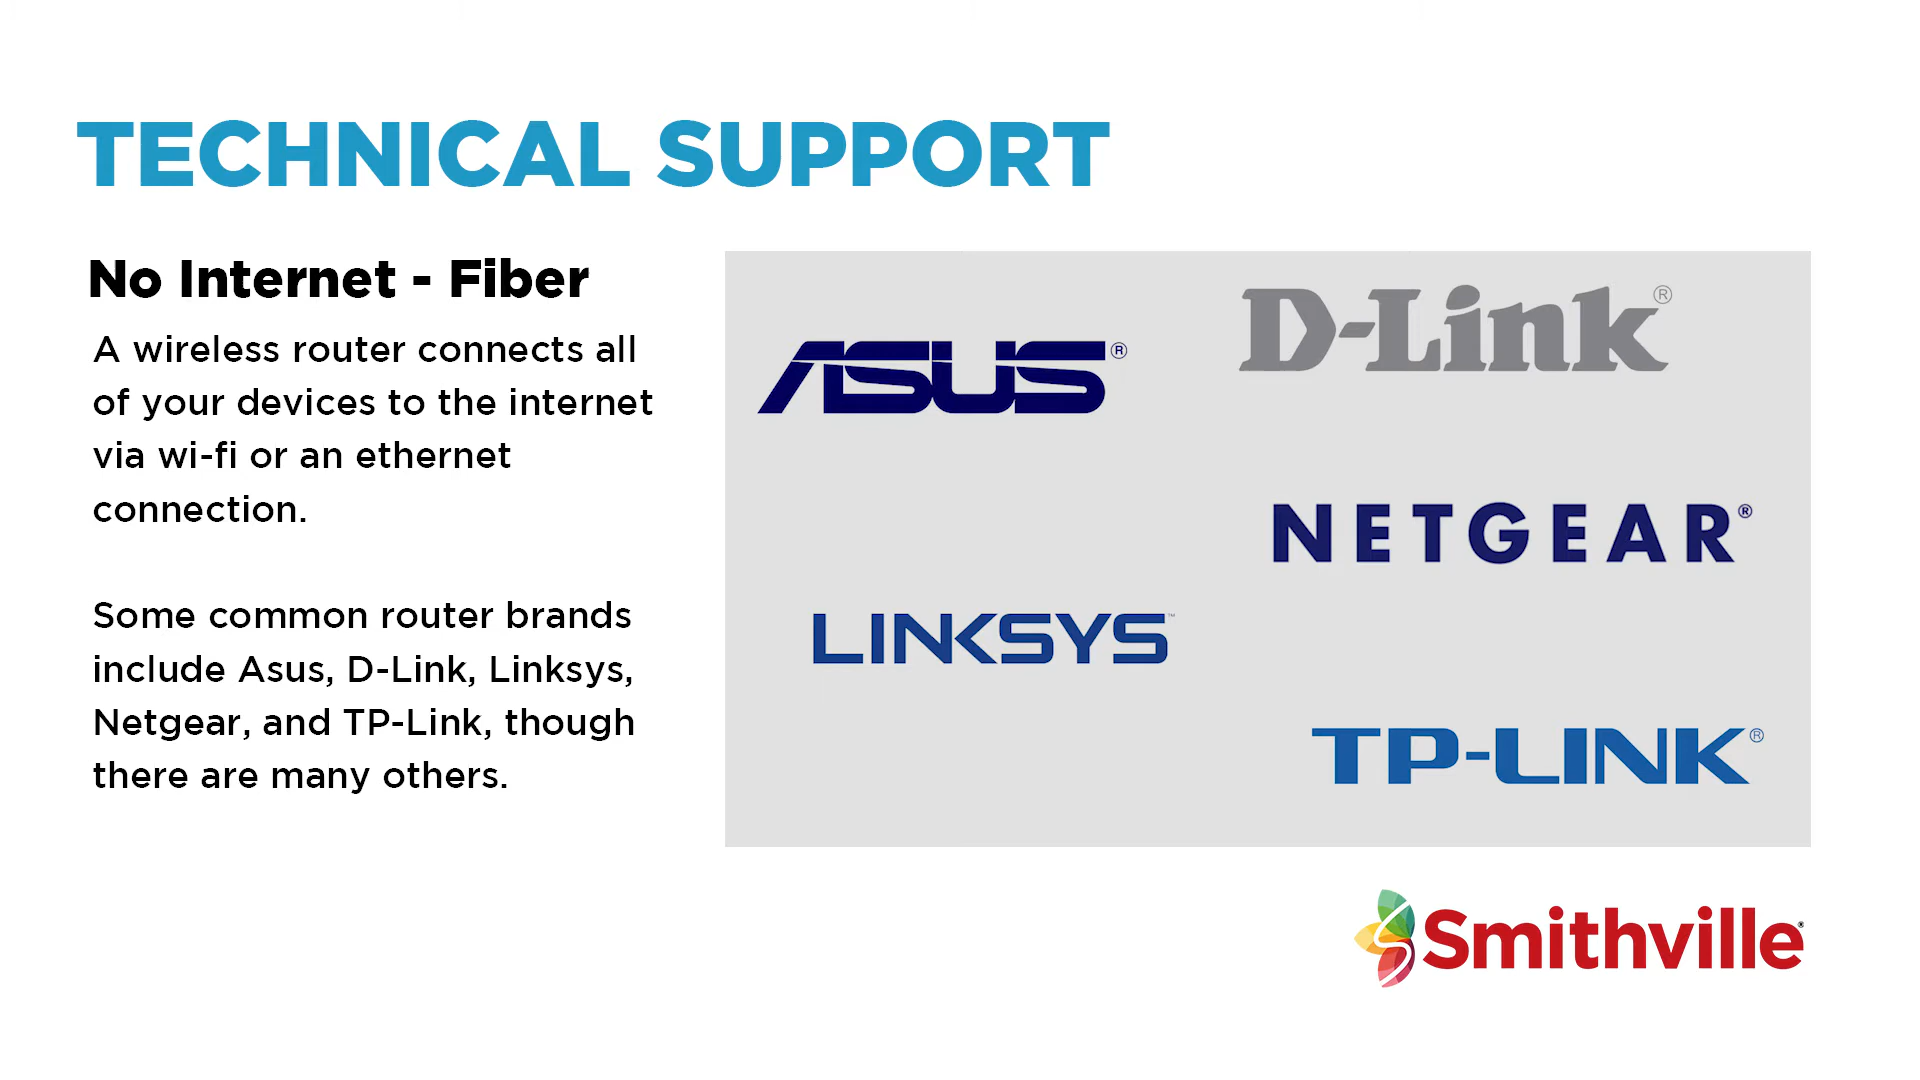 TECHNICAL SUPPORT
No Internet - Fiber
A wireless router connects all
of your devices to the internet
via wi-fi or an ethernet
connection.
Some common router brands
include Asus, D-Link, Linksys,
Netgear, and TP-Link, though
there are many others.
ASUS®
D-Link®
NETGEAR®
LINKSYS™
TP-LINK®
Smithville®